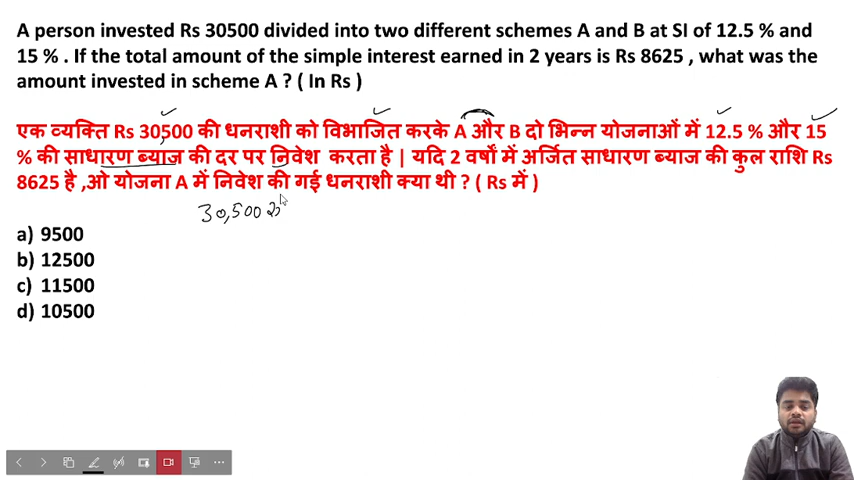 A person invested Rs 30500 divided into two different schemes A and B at SI of 12.5 % and
15 % . If the total amount of the simple interest earned in 2 years is Rs 8625 , what was the
amount invested in scheme A ? ( In Rs )
एक व्यक्ति Rs 30500 की धनराशी को विभाजित करके A और B दो भिन्न योजनाओं में 12.5 % और 15
% की साधारण ब्याज की दर पर निवेश करता है | यदि 2 वर्षों में अर्जित साधारण ब्याज की कुल राशि Rs
8625 है ,ओ योजना A में निवेश की गई धनराशी क्या थी ? ( Rs में )
30,500
a) 9500
b) 12500
c) 11500
d) 10500